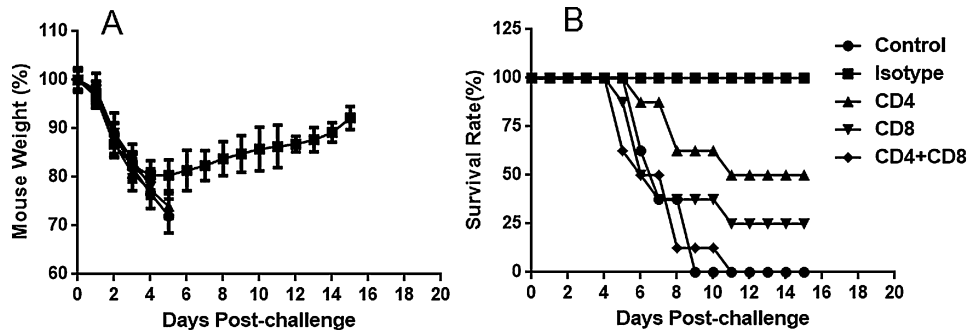 A
Mouse Weight (%)
110
100
90
80
70
60
0 2 4 6 8 10 12 14 16 18 20
Days Post-challenge
B
Survival Rate(%)
125
100
75
50
25
0
0 2 4 6 8 10 12 14 16 18 20
Days Post-challenge
Control
Isotype
CD4
CD8
CD4+CD8